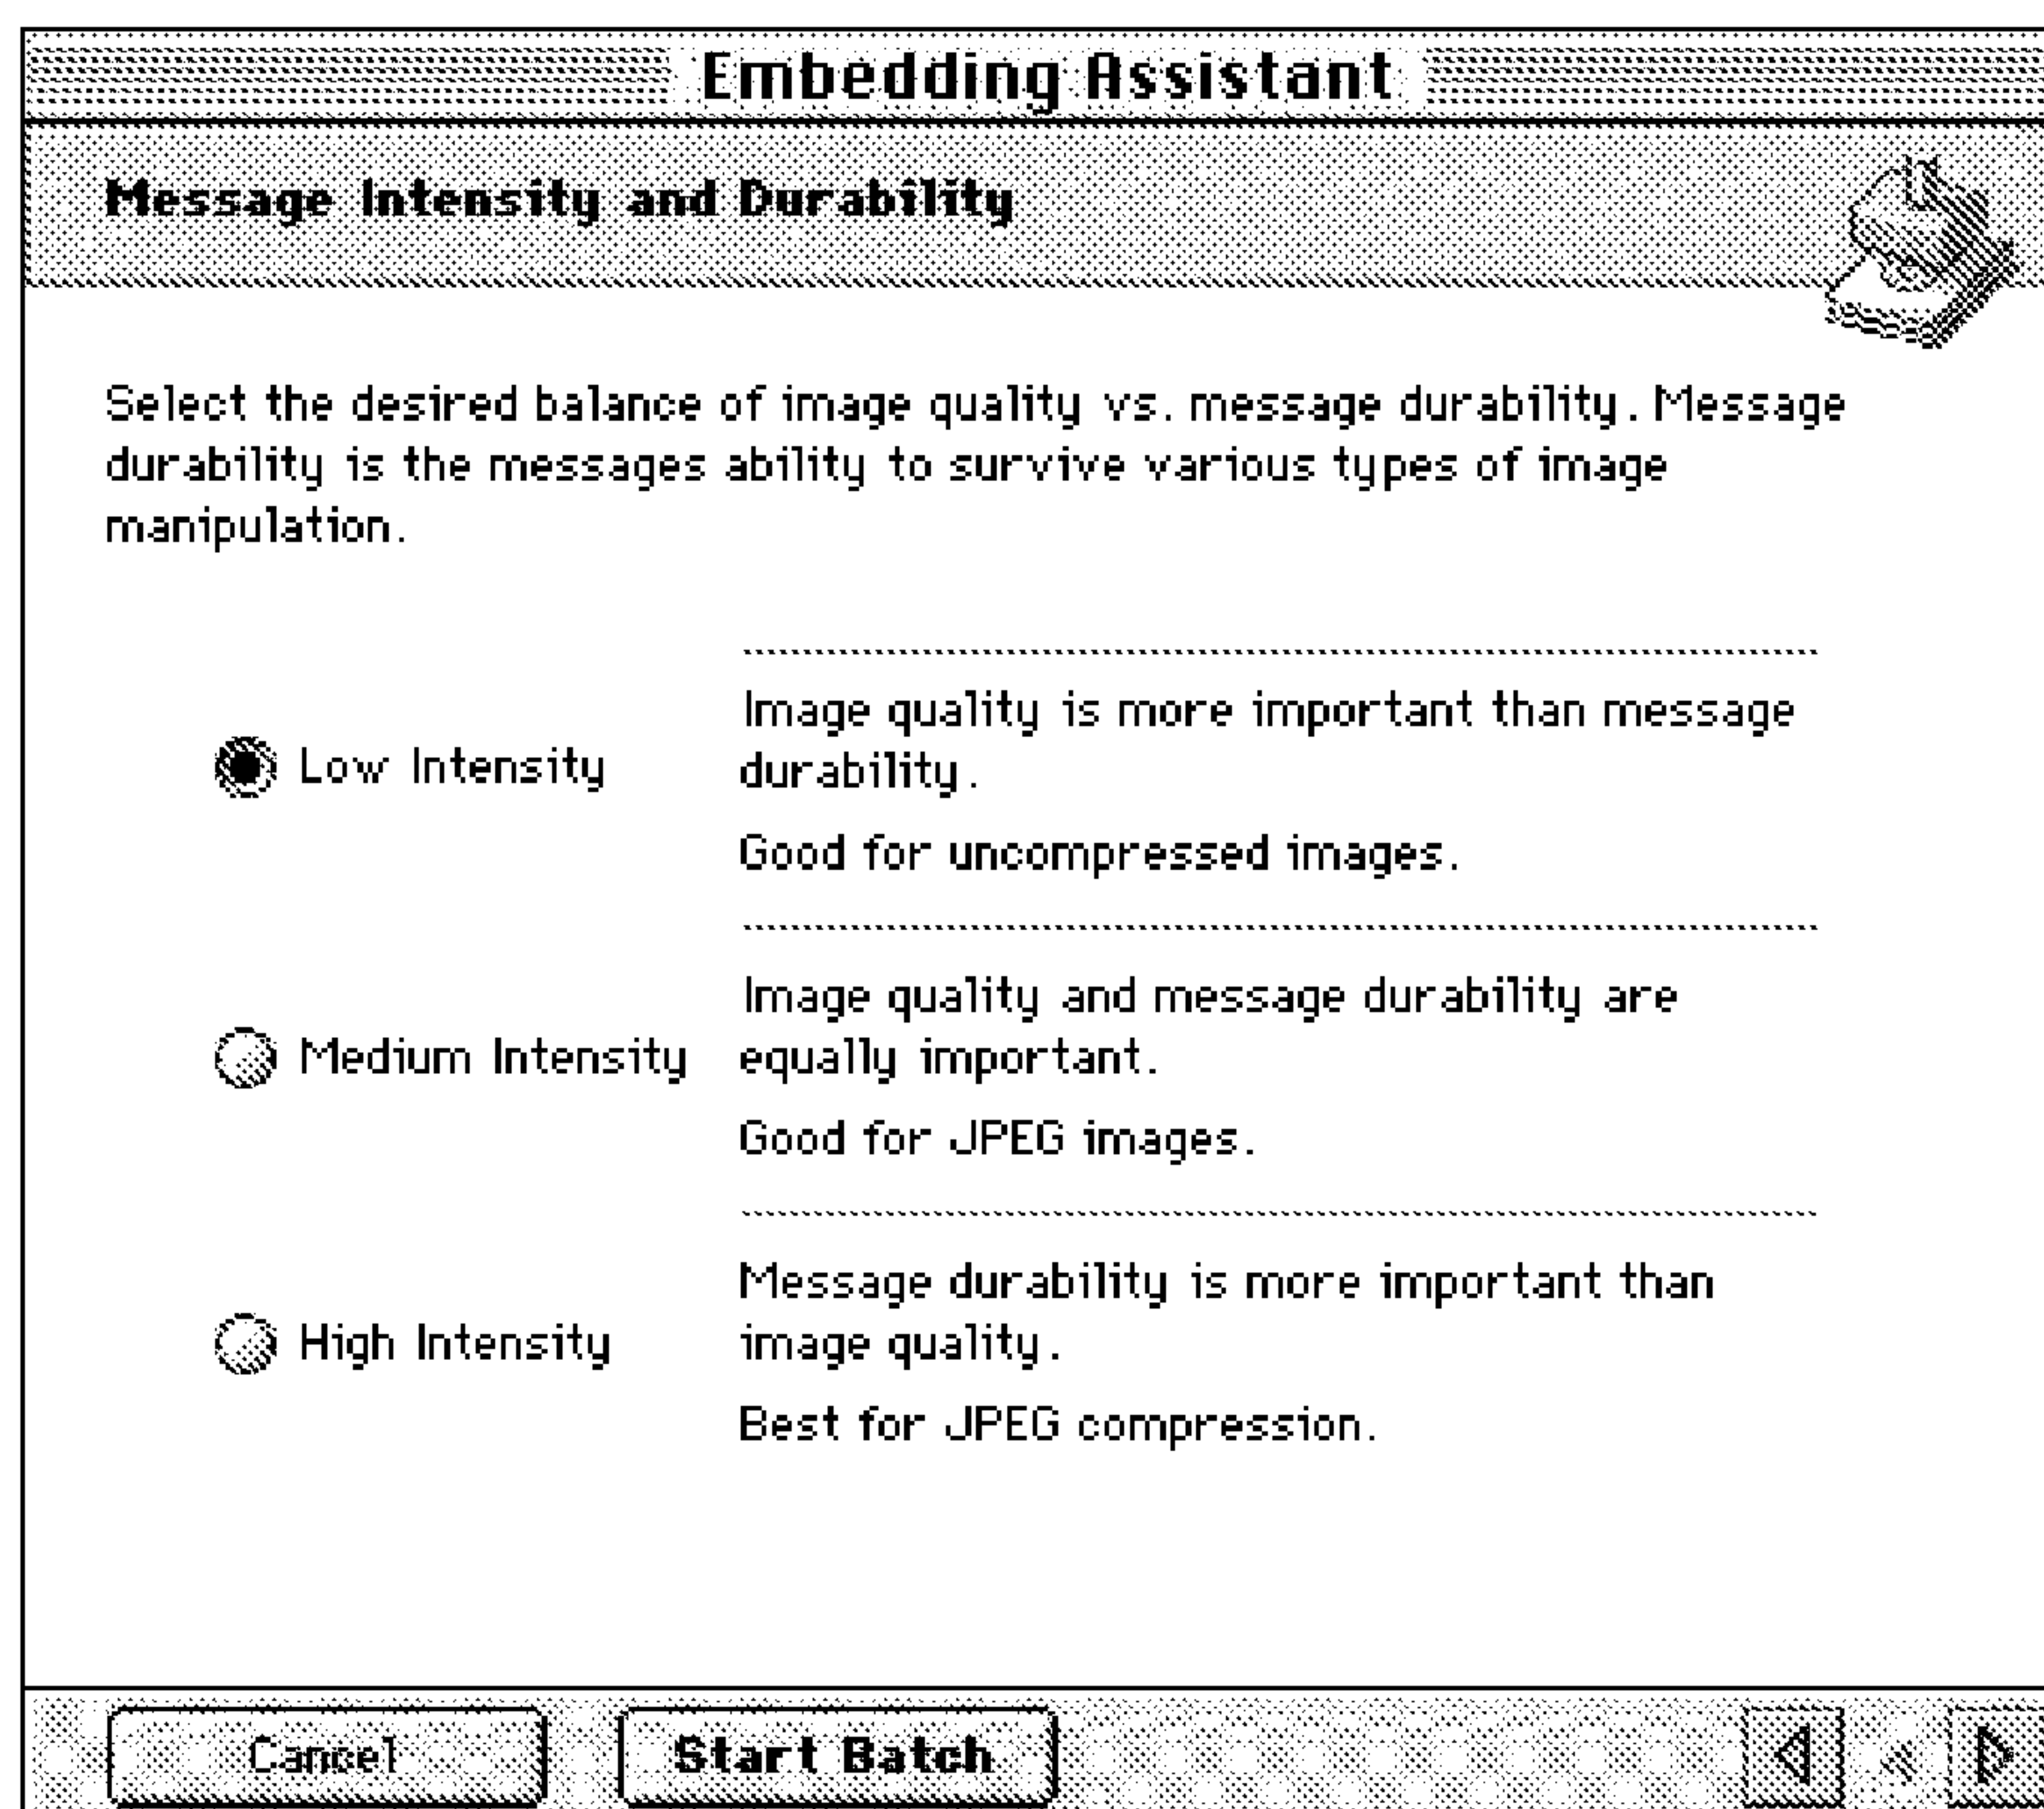 Embedding Assistant
Message Intensity and Durability
Select the desired balance of image quality vs. message durability. Message
durability is the messages ability to survive various types of image
manipulation.
Low Intensity
Image quality is more important than message
durability.
Good for uncompressed images.
Medium Intensity
Image quality and message durability are
equally important.
Good for JPEG images.
High Intensity
Message durability is more important than
image quality.
Best for JPEG compression.
Cancel
Start Batch